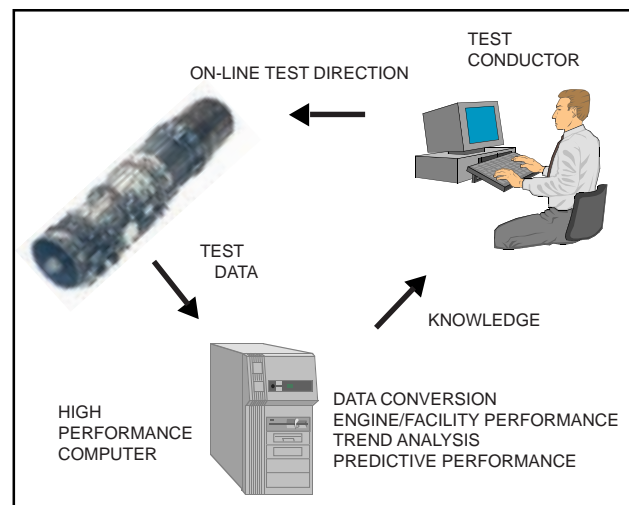 TEST
CONDUCTOR
ON-LINE TEST DIRECTION
TEST
DATA
KNOWLEDGE
HIGH
PERFORMANCE
COMPUTER
DATA CONVERSION
ENGINE/FACILITY PERFORMANCE
TREND ANALYSIS
PREDICTIVE PERFORMANCE